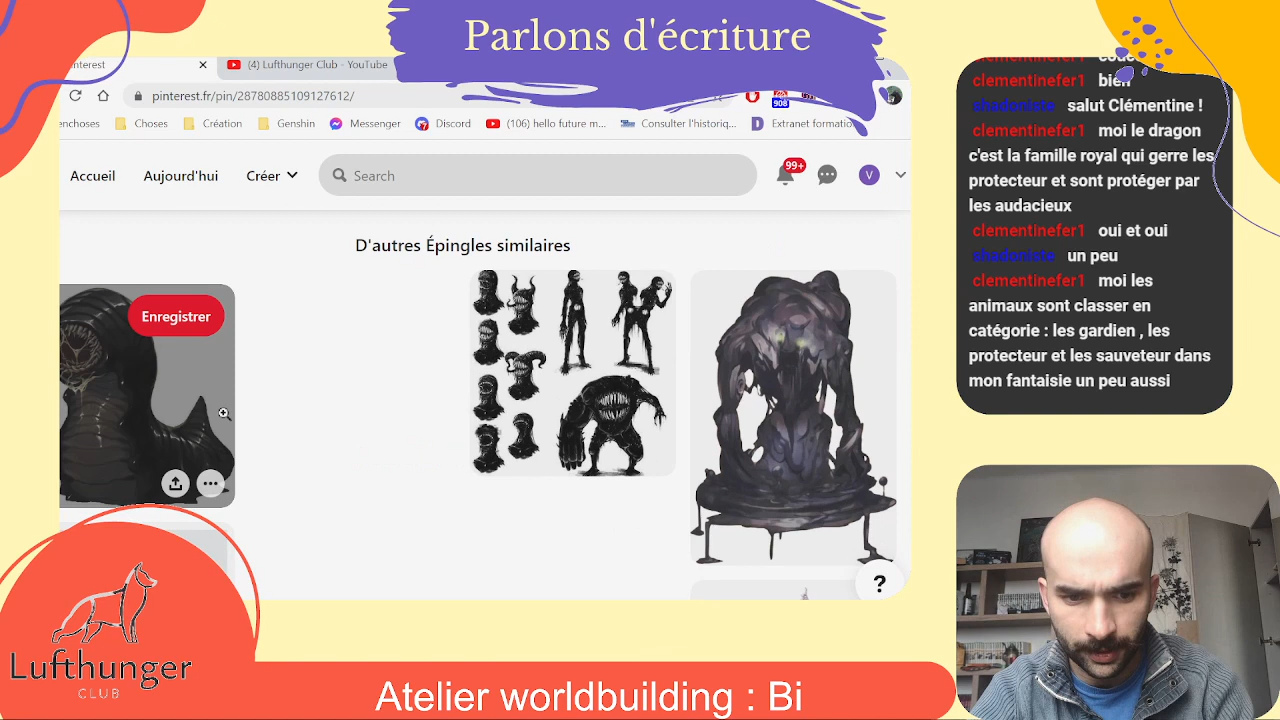 Parlons d'écriture
nterest
(4) Lufthunger Club - YouTube
pinterest.fr/pin/
908
Choses
Création
Messenger
Discord
(106) hello future m...
Consulter l'historiq...
Extranet formatio
Accueil
Aujourd'hui
Créer
Search
99+
V
D'autres Épingles similaires
Enregistrer
?
clementinefer1
clementinefer1 bien
shadoniste salut Clémentine !
clementinefer1 moi le dragon
c'est la famille royal qui gerre les
protecteur et sont protéger par
les audacieux
clementinefer1 oui et oui
shadoniste un peu
clementinefer1 moi les
animaux sont classer en
catégorie : les gardien , les
protecteur et les sauveteur dans
mon fantaisie un peu aussi
Lufthunger
CLUB
Atelier worldbuilding : Bi